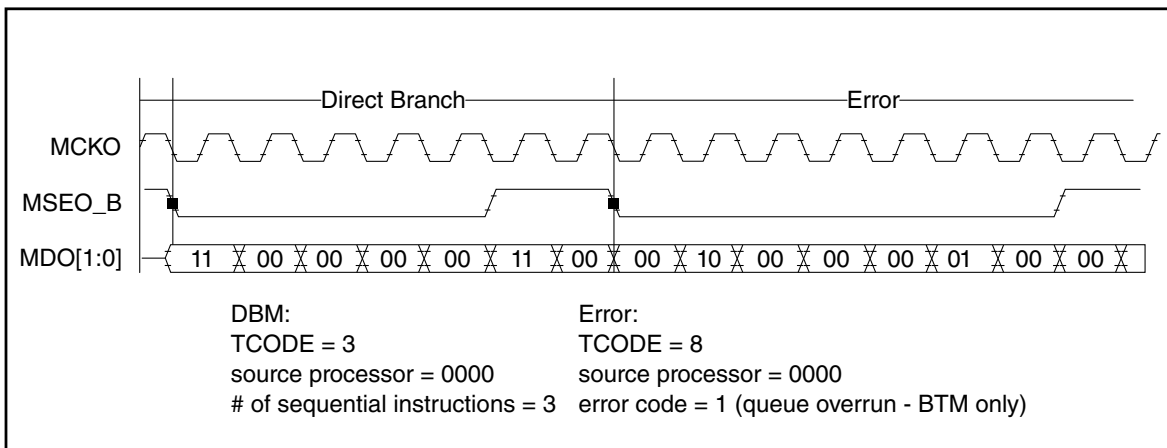 Direct Branch Error
MCKO
MSEO_B
MDO[1:0] 11 00 00 00 00 11 00 00 10 00 00 00 01 00 00
DBM:
TCODE = 3
source processor = 0000
# of sequential instructions = 3
Error:
TCODE = 8
source processor = 0000
error code = 1 (queue overrun - BTM only)